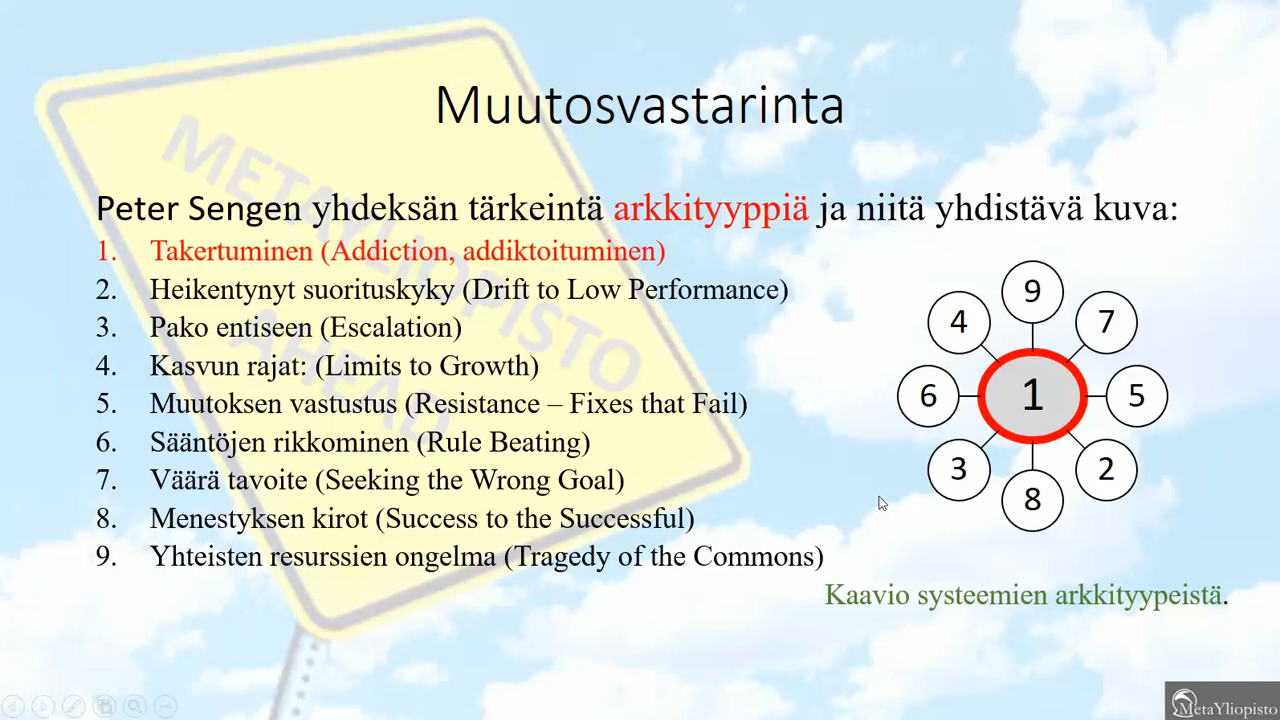 Muutosvastarinta
METAYLIOPISTO
AHEAD
Peter Sengen yhdeksän tärkeintä arkkityyppiä ja niitä yhdistävä kuva:
1. Takertuminen (Addiction, addiktoituminen)
2. Heikentynyt suorituskyky (Drift to Low Performance)
3. Pako entiseen (Escalation)
4. Kasvun rajat: (Limits to Growth)
5. Muutoksen vastustus (Resistance – Fixes that Fail)
6. Sääntöjen rikkominen (Rule Beating)
7. Väärä tavoite (Seeking the Wrong Goal)
8. Menestyksen kirot (Success to the Successful)
9. Yhteisten resurssien ongelma (Tragedy of the Commons)
9
4
7
6
1
5
3
2
8
Kaavio systeemien arkkityypeistä.
MetaYliopisto